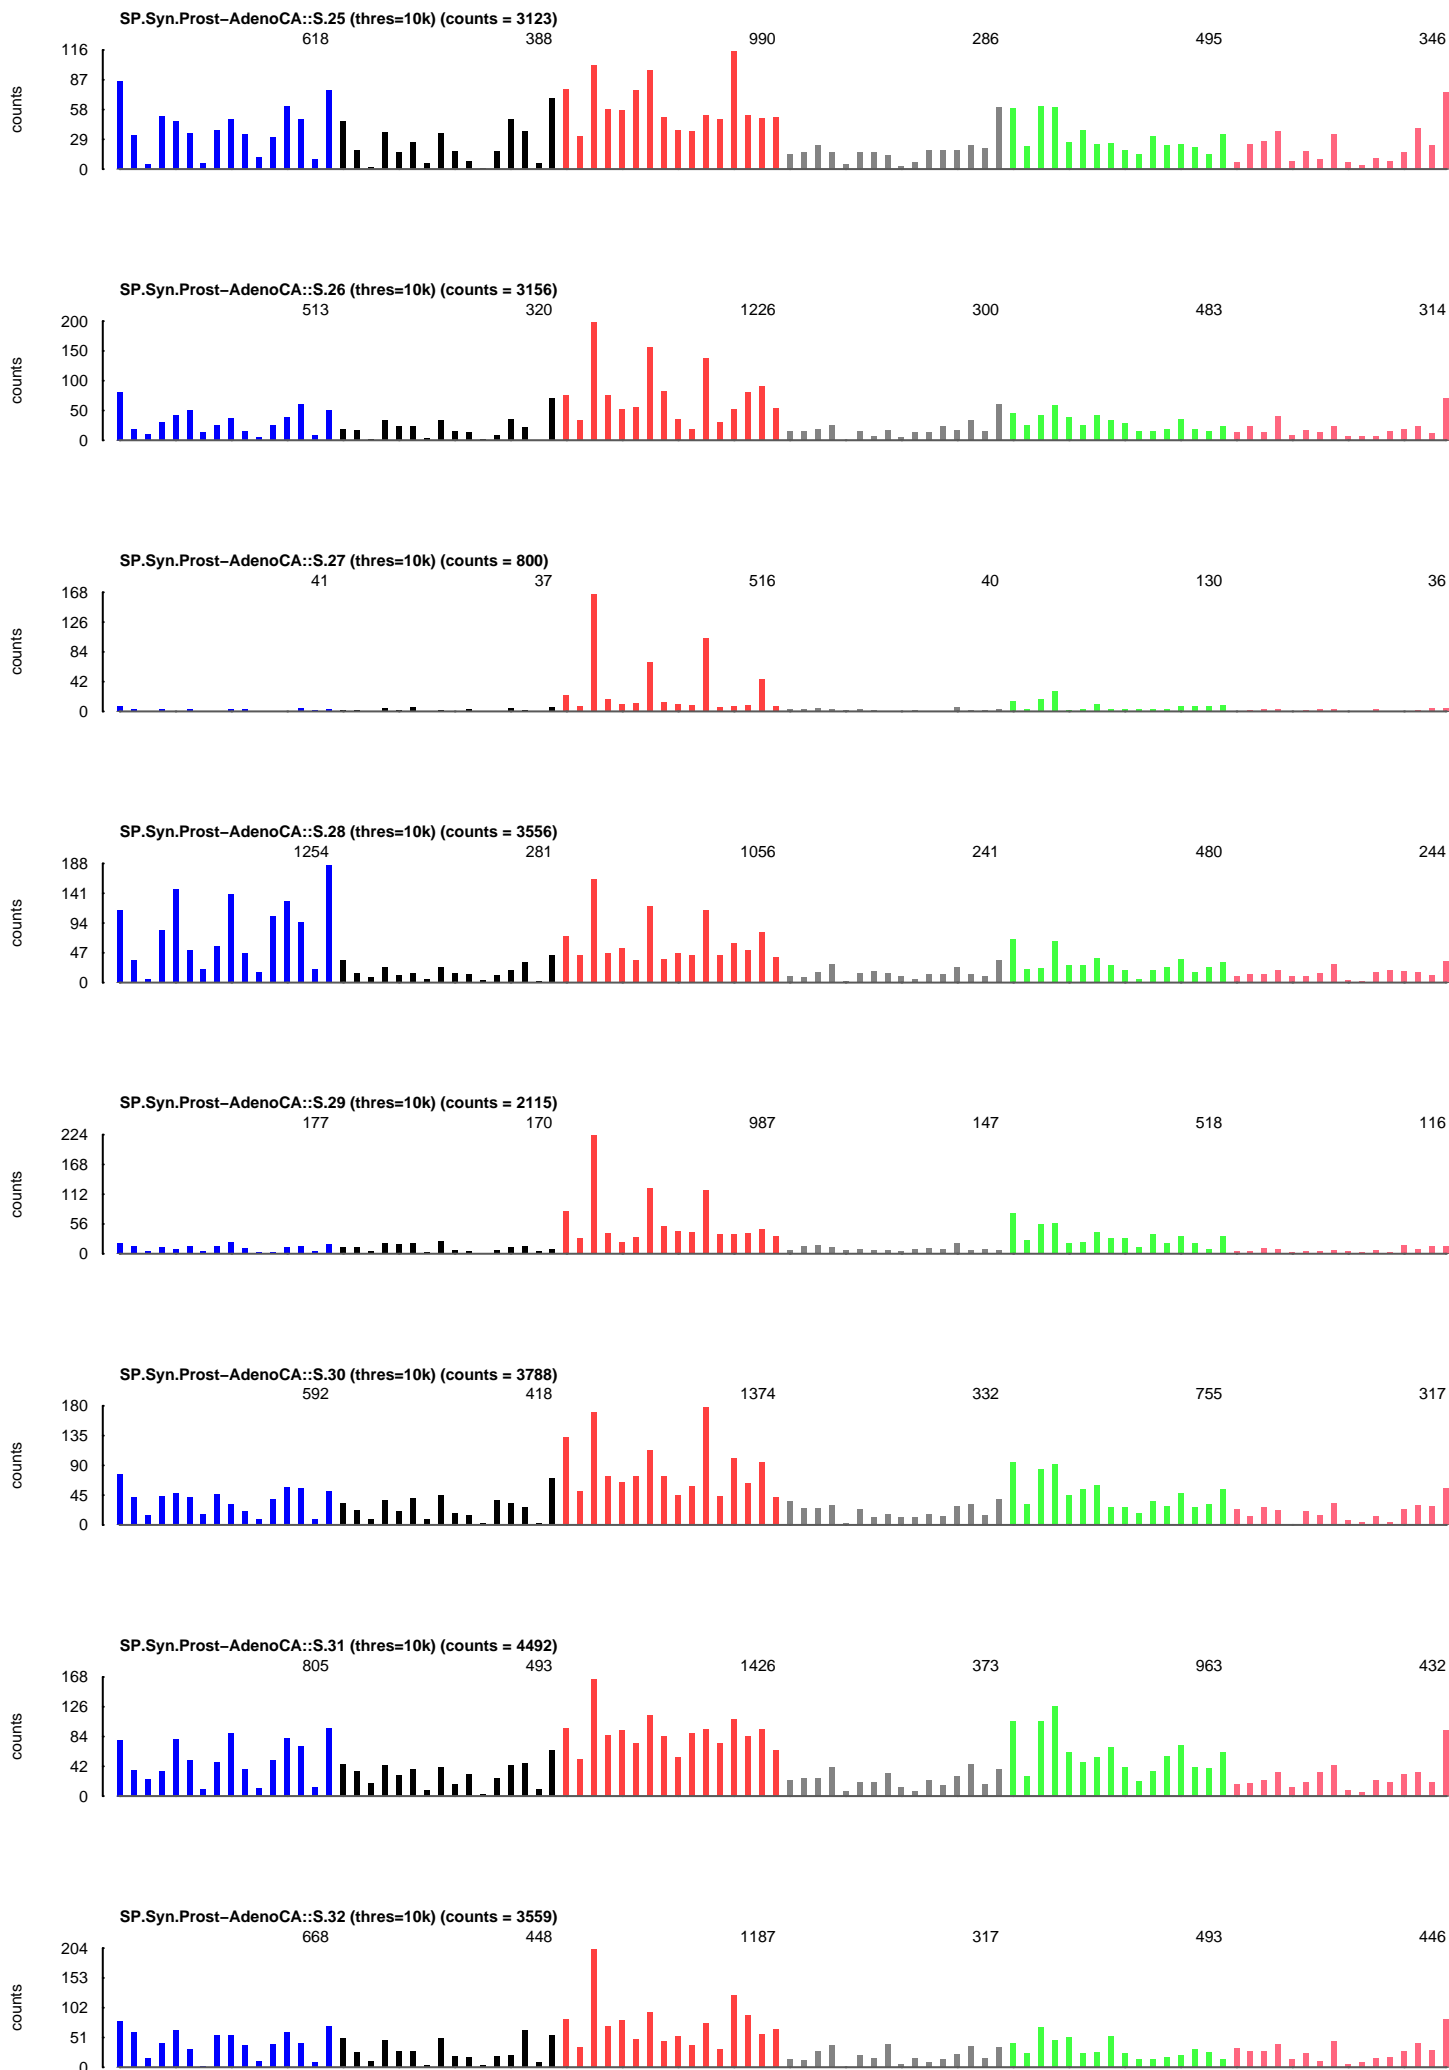 SP.Syn.Prost–AdenoCA::S.25 (thres=10k) (counts = 3123)
618 388 990 286 495 346
116
87
58
29
0
counts
SP.Syn.Prost–AdenoCA::S.26 (thres=10k) (counts = 3156)
513 320 1226 300 483 314
200
150
100
50
0
counts
SP.Syn.Prost–AdenoCA::S.27 (thres=10k) (counts = 800)
41 37 516 40 130 36
168
126
84
42
0
counts
SP.Syn.Prost–AdenoCA::S.28 (thres=10k) (counts = 3556)
1254 281 1056 241 480 244
188
141
94
47
0
counts
SP.Syn.Prost–AdenoCA::S.29 (thres=10k) (counts = 2115)
177 170 987 147 518 116
224
168
112
56
0
counts
SP.Syn.Prost–AdenoCA::S.30 (thres=10k) (counts = 3788)
592 418 1374 332 755 317
180
135
90
45
0
counts
SP.Syn.Prost–AdenoCA::S.31 (thres=10k) (counts = 4492)
805 493 1426 373 963 432
168
126
84
42
0
counts
SP.Syn.Prost–AdenoCA::S.32 (thres=10k) (counts = 3559)
668 448 1187 317 493 446
204
153
102
51
0
counts